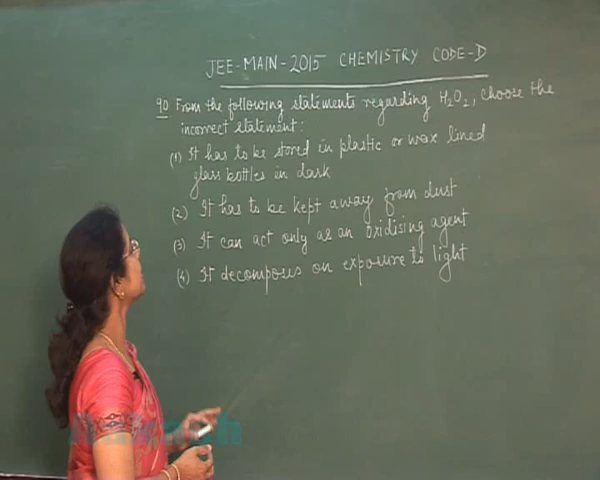 JEE-MAIN-2015 CHEMISTRY CODE-D
90. From the following statements regarding H2O2, choose the
incorrect statement:
(1) It has to be stored in plastic or wax lined
glass bottles in dark
(2) It has to be kept away from dust
(3) It can act only as an oxidising agent
(4) It decomposes on exposure to light
Aakash